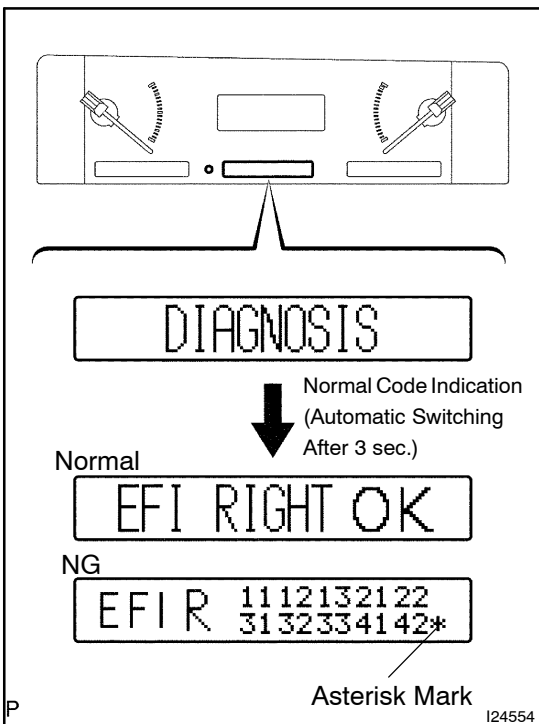 DIAGNOSIS
Normal Code Indication
(Automatic Switching
After 3 sec.)
Normal
EFI RIGHT OK
NG
EFI R 1112132122
3132334142*
Asterisk Mark
P
I24554